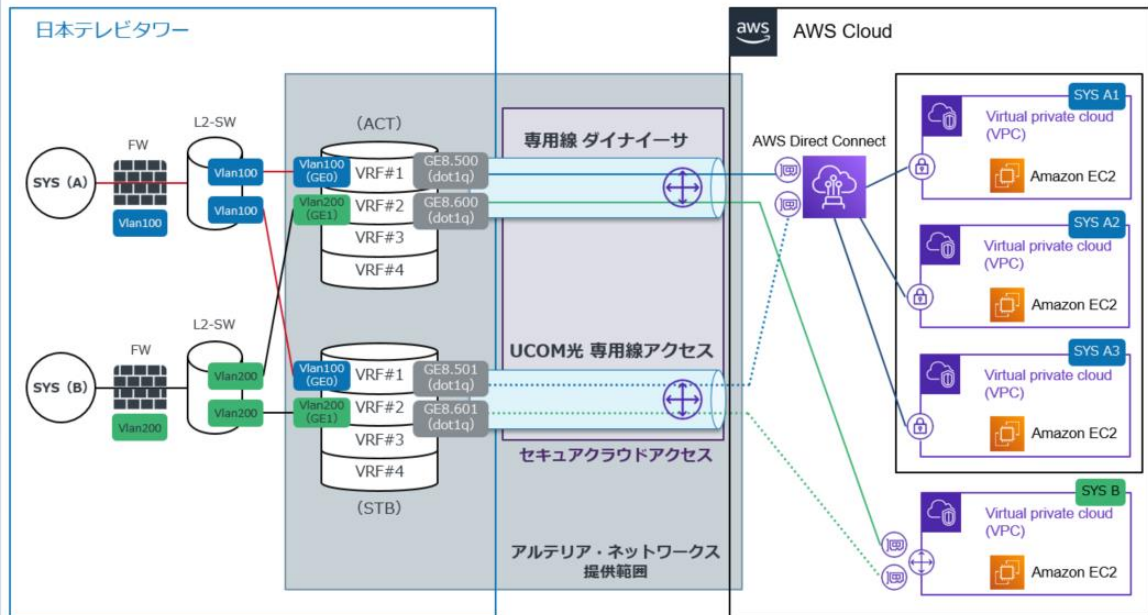 日本テレビタワー
aws
AWS Cloud
L2-SW
FW
SYS（A）
Vlan100
Vlan100
Vlan100
（ACT）
Vlan100
(GE0)
Vlan200
(GE1)
VRF#1
VRF#2
VRF#3
VRF#4
GE8.500
(dot1q)
GE8.600
(dot1q)
専用線 ダイナイーサ
AWS Direct Connect
SYS A1
Virtual private cloud
(VPC)
Amazon EC2
SYS A2
Virtual private cloud
(VPC)
Amazon EC2
L2-SW
FW
SYS（B）
Vlan200
Vlan200
Vlan200
Vlan100
(GE0)
Vlan200
(GE1)
VRF#1
VRF#2
VRF#3
VRF#4
（STB）
GE8.501
(dot1q)
GE8.601
(dot1q)
UCOM光 専用線アクセス
セキュアクラウドアクセス
アルテリア・ネットワークス
提供範囲
SYS A3
Virtual private cloud
(VPC)
Amazon EC2
SYS B
Virtual private cloud
(VPC)
Amazon EC2